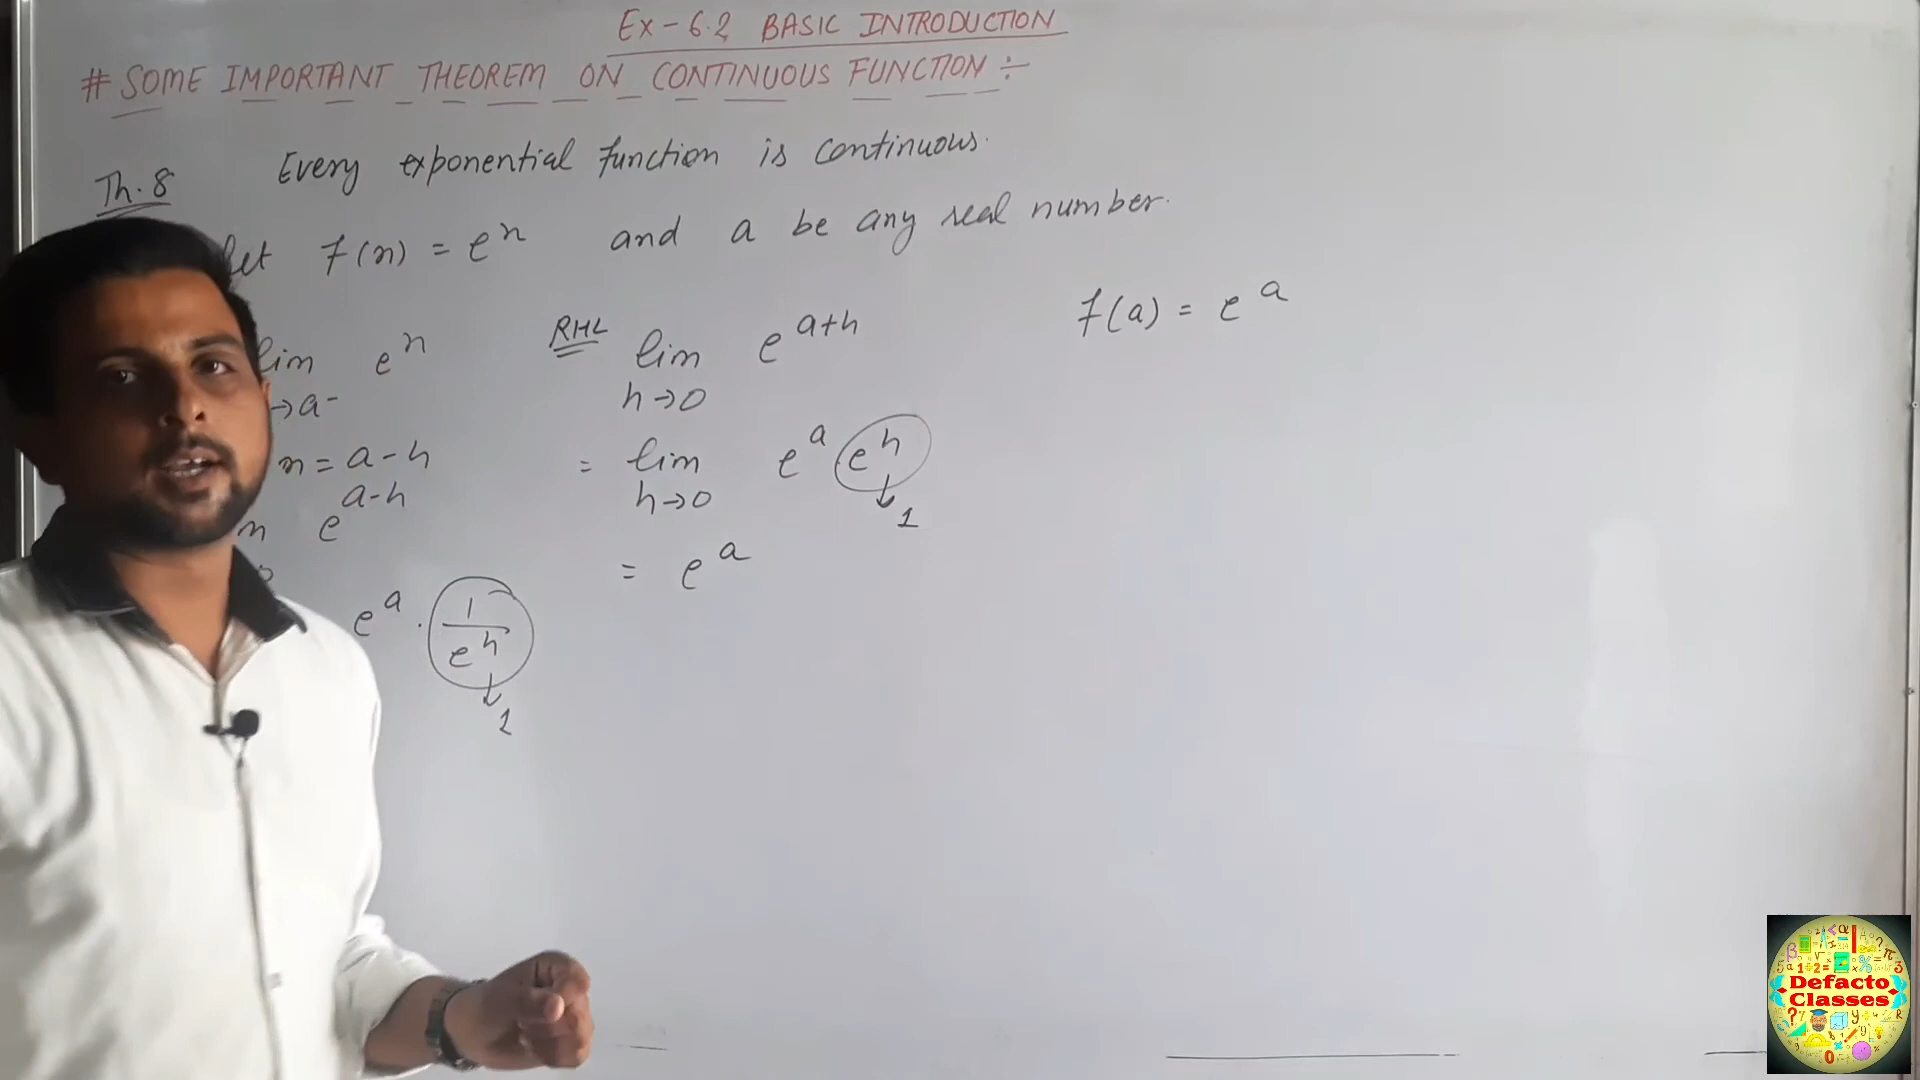 Ex - 6.2 BASIC INTRODUCTION
# SOME IMPORTANT THEOREM ON CONTINUOUS FUNCTION :-
Th. 8 Every exponential function is continuous.
Let f(x) = e^x and a be any real number.
lim e^x
→a-
x = a-h
e^a-h
e^a . 1/e^h
↓
1
RHL lim e^a+h
h→0
= lim e^a e^h
h→0 ↓
1
= e^a
f(a) = e^a
Defacto
Classes